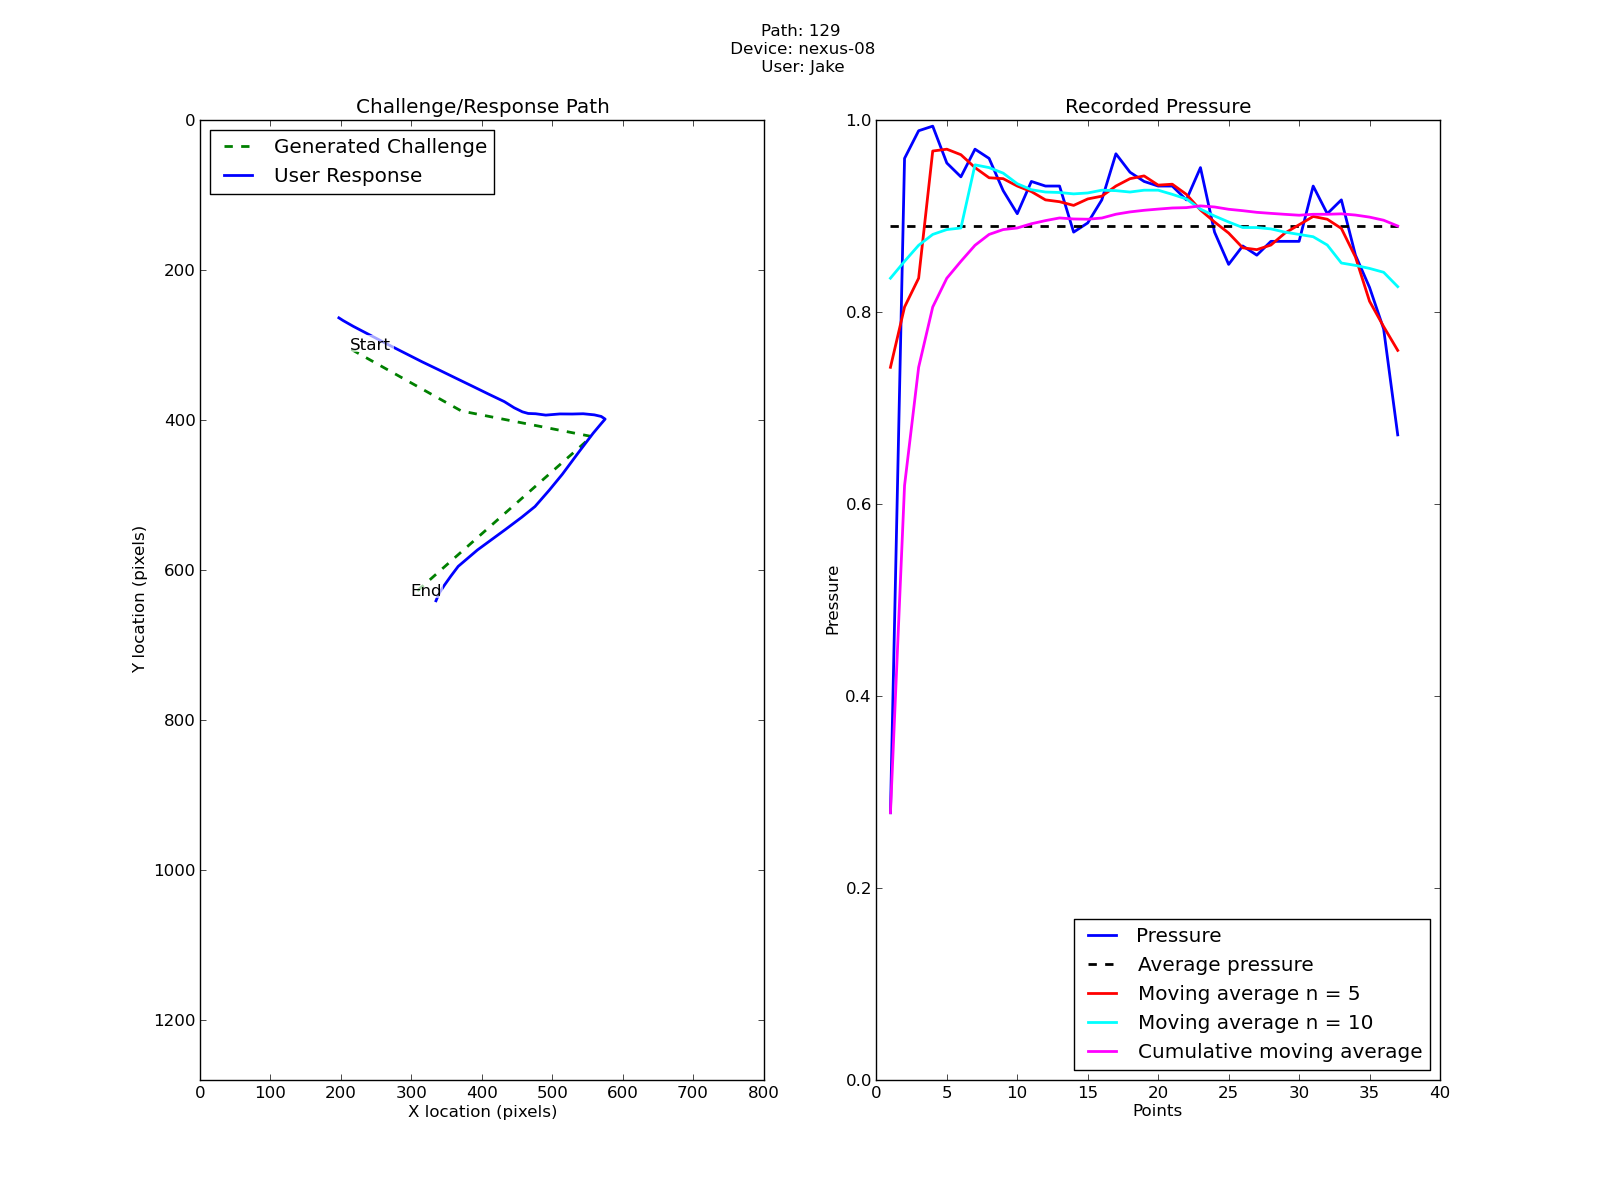 Path: 129
Device: nexus-08
User: Jake
Challenge/Response Path
Generated Challenge
User Response
Start
End
0
200
400
600
800
1000
1200
Y location (pixels)
0 100 200 300 400 500 600 700 800
X location (pixels)
Recorded Pressure
1.0
0.8
0.6
0.4
0.2
0.0
Pressure
Pressure
Average pressure
Moving average n = 5
Moving average n = 10
Cumulative moving average
0 5 10 15 20 25 30 35 40
Points